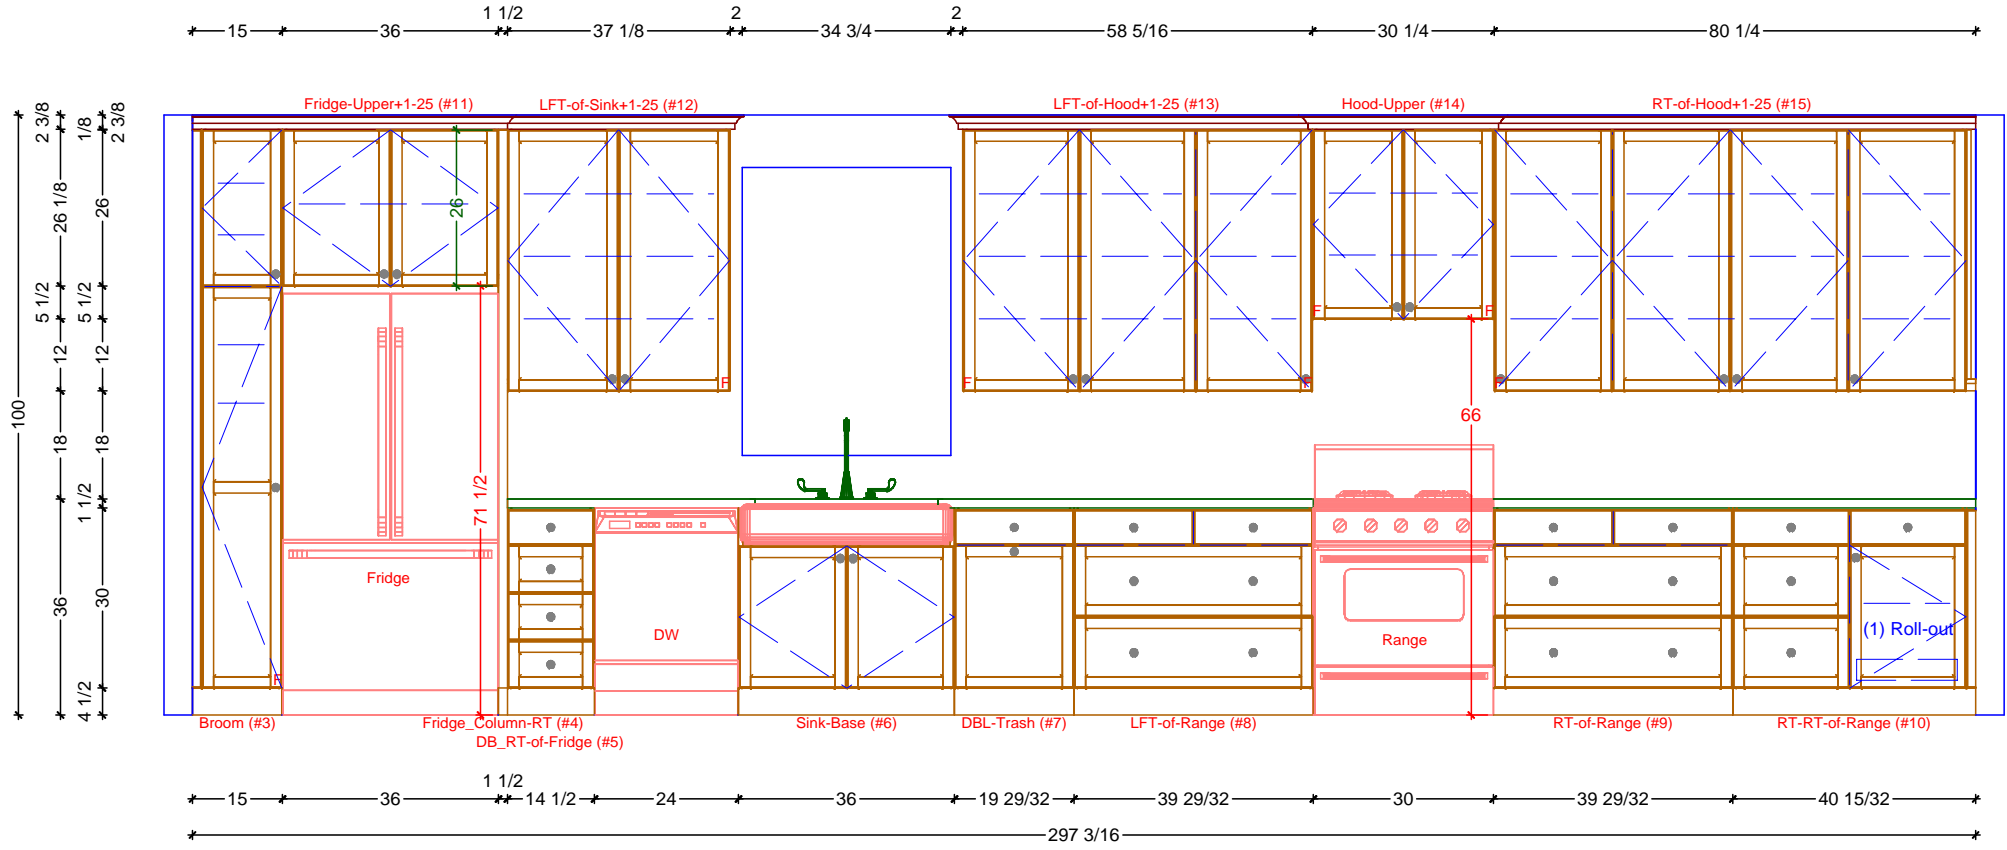 1 1/2 2 2
15 36 37 1/8 34 3/4 58 5/16 30 1/4 80 1/4
Fridge-Upper+1-25 (#11) LFT-of-Sink+1-25 (#12) LFT-of-Hood+1-25 (#13) Hood-Upper (#14) RT-of-Hood+1-25 (#15)
2 3/8 1/8 2 3/8
26 1/8 26 26
5 1/2 5 1/2
F F
12 12
F F F F
100 18 18 66
1 1/2 71 1/2
Fridge
36 30
DW Range (1) Roll-out
F
4 1/2
Broom (#3) Fridge_Column-RT (#4) Sink-Base (#6) DBL-Trash (#7) LFT-of-Range (#8) RT-of-Range (#9) RT-RT-of-Range (#10)
DB_RT-of-Fridge (#5)
1 1/2
15 36 14 1/2 24 36 19 29/32 39 29/32 30 39 29/32 40 15/32
297 3/16